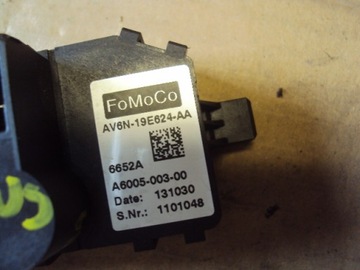 FoMoCo
AV6N-19E624-AA
6652A
A6005-003-00
Date: 131030
S.Nr.: 1101048